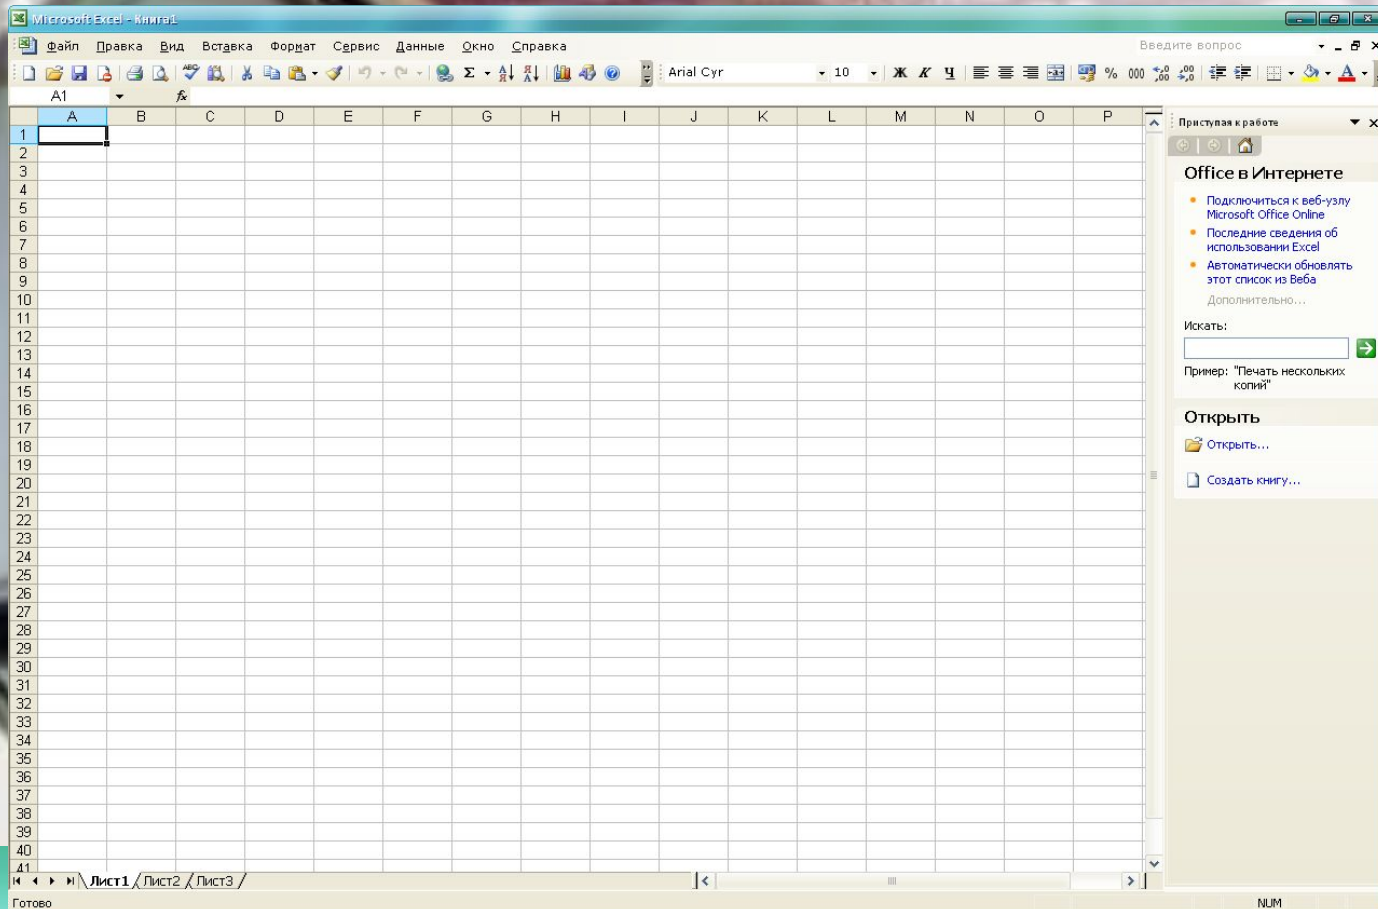 Microsoft Excel - Книга1
Файл Правка Вид Вставка Формат Сервис Данные Окно Справка Введите вопрос
Arial Cyr 10 Ж К Ч % 000
A1 fx
A B C D E F G H I J K L M N O P
1
2
3
4
5
6
7
8
9
10
11
12
13
14
15
16
17
18
19
20
21
22
23
24
25
26
27
28
29
30
31
32
33
34
35
36
37
38
39
40
41
Приступая к работе
Office в Интернете
Подключиться к веб-узлу
Microsoft Office Online
Последние сведения об
использовании Excel
Автоматически обновлять
этот список из Веба
Дополнительно...
Искать:
Пример: "Печать нескольких
копий"
Открыть
Открыть...
Создать книгу...
Лист1 Лист2 Лист3
Готово NUM